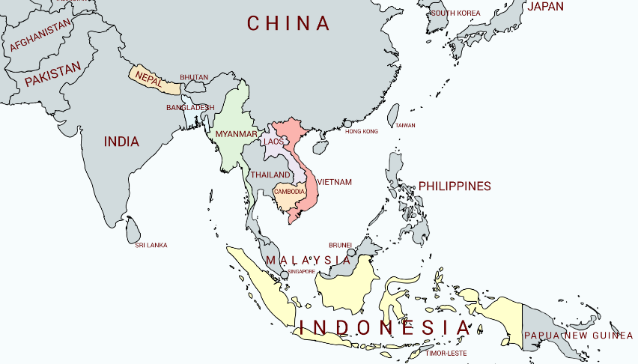 JAPAN
SOUTH KOREA
CHINA
AFGHANISTAN
PAKISTAN
NEPAL
BHUTAN
BANGLADESH
TAIWAN
HONG KONG
INDIA
MYANMAR
LAOS
THAILAND
VIETNAM
CAMBODIA
PHILIPPINES
SRI LANKA
BRUNEI
MALAYSIA
SINGAPORE
INDONESIA
PAPUA NEW GUINEA
TIMOR-LESTE